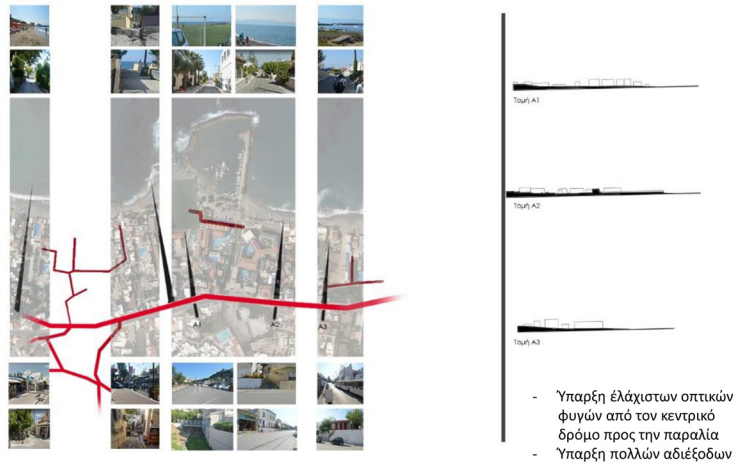 Τομή Α1
Τομή Α2
Τομή Α3
A1
A2
A3
- Ύπαρξη έλάχιστων οπτικών
φυγών από τον κεντρικό
δρόμο προς την παραλία
- Ύπαρξη πολλών αδιέξοδων